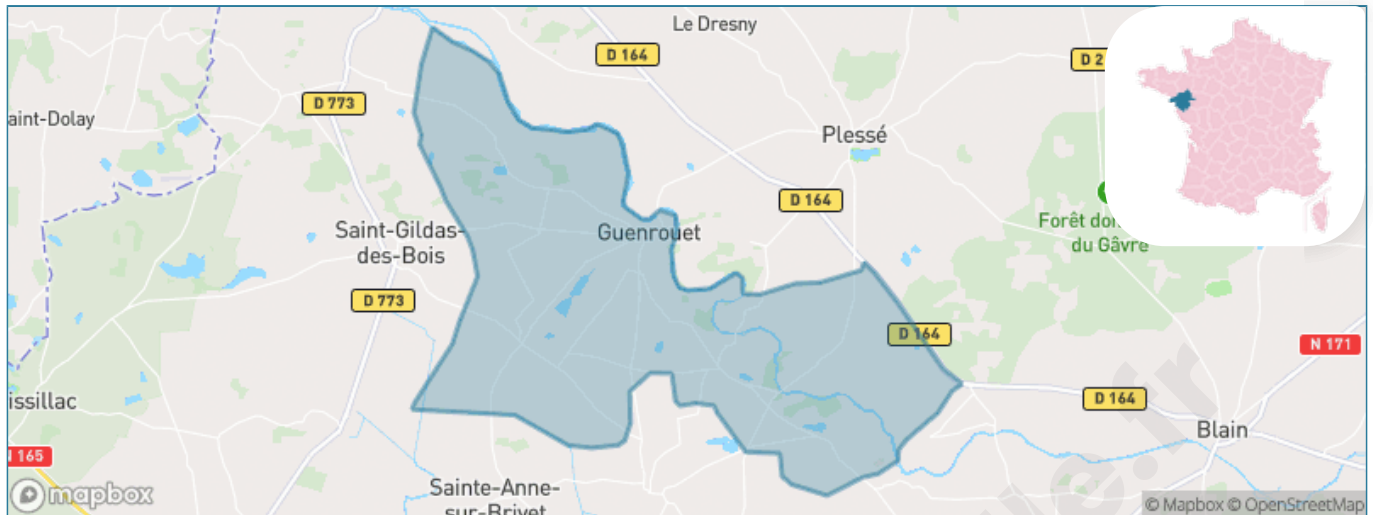 Le Dresny
D 164
D 2
D 773
aint-Dolay
Plessé
D 164
Forêt do
du Gâvre
Saint-Gildas-
des-Bois
Guenrouet
D 773
D 164
N 171
issillac
D 164
Blain
N 165
mapbox
Sainte-Anne-
sur-Brivet
© Mapbox © OpenStreetMap